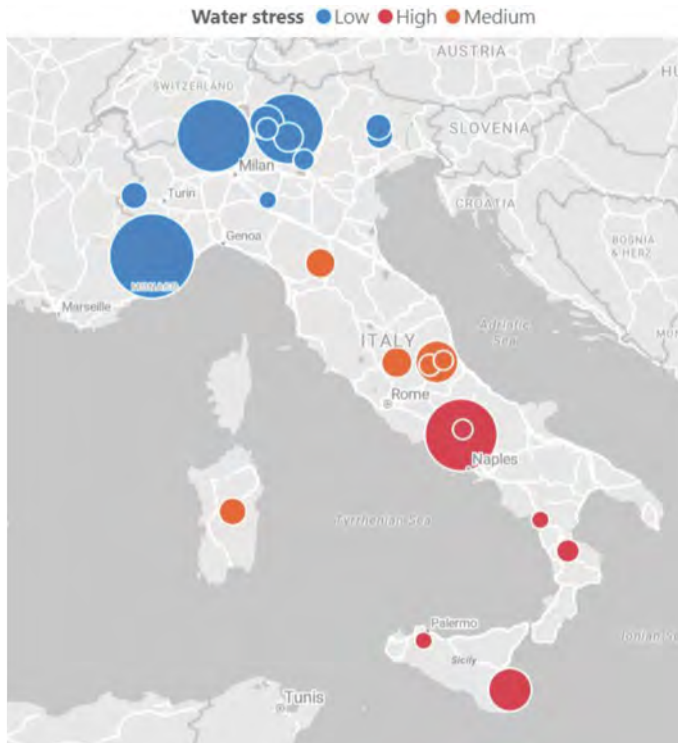 Water stress Low High Medium
AUSTRIA
SWITZERLAND
SLOVENIA
Milan
Turin
CROATIA
Genoa
BOSNIA
& HERZ
MONACO
Marseille
ITALY
Adriatic
Sea
Rome
Naples
Tyrrhenian Sea
Palermo
Ionian Se
Sicily
Tunis